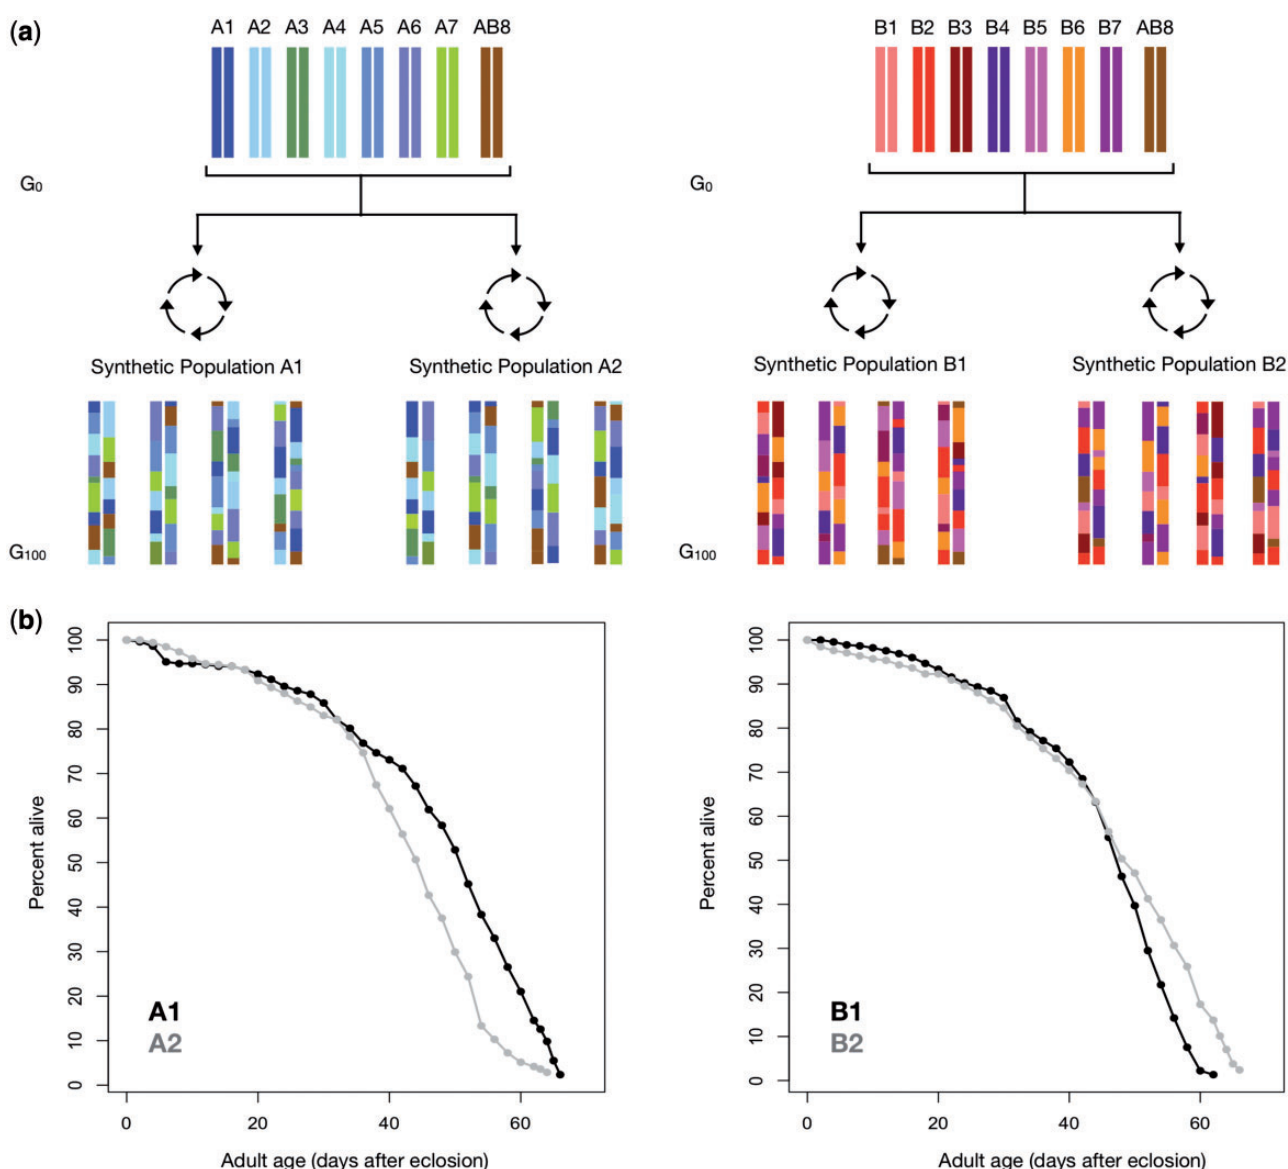 (a)
A1 A2 A3 A4 A5 A6 A7 AB8
G0
Synthetic Population A1
Synthetic Population A2
G100
B1 B2 B3 B4 B5 B6 B7 AB8
G0
Synthetic Population B1
Synthetic Population B2
G100
(b)
100
90
80
70
60
50
40
30
20
10
0
Percent alive
A1
A2
0 20 40 60
Adult age (days after eclosion)
100
90
80
70
60
50
40
30
20
10
0
Percent alive
B1
B2
0 20 40 60
Adult age (days after eclosion)